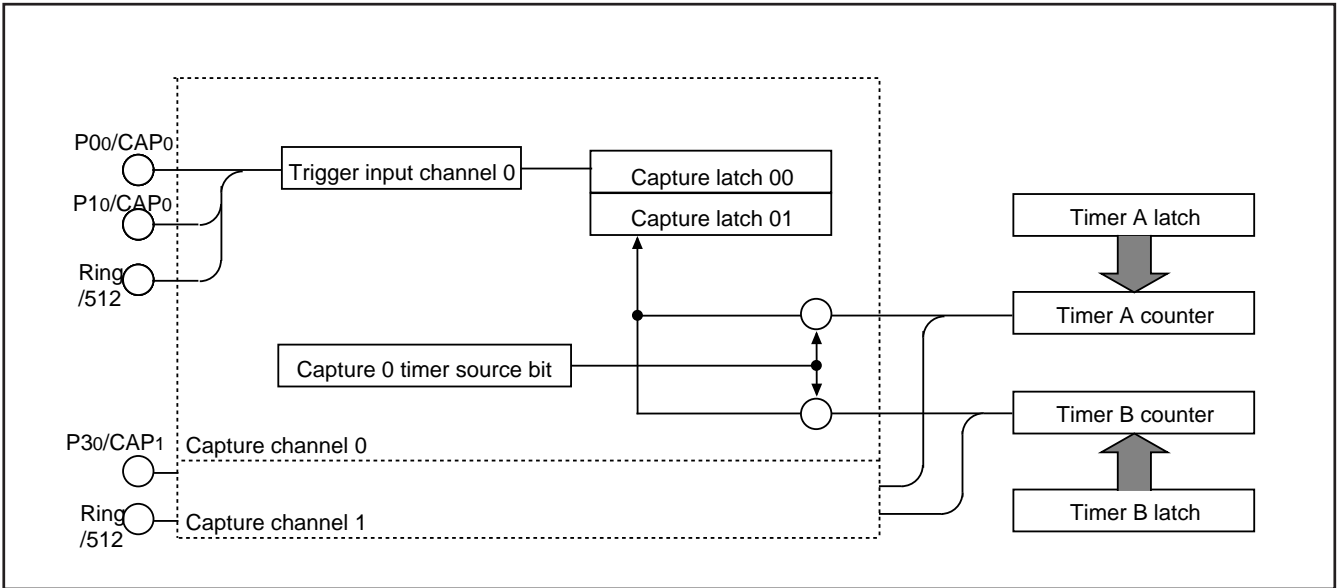 P00/CAP0
Trigger input channel 0
Capture latch 00
P10/CAP0
Capture latch 01
Timer A latch
Ring
/512
Timer A counter
Capture 0 timer source bit
Timer B counter
P30/CAP1
Capture channel 0
Ring
/512
Capture channel 1
Timer B latch